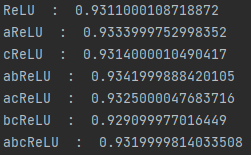 ReLU  :  0.9311000108718872
aReLU  :  0.9333999752998352
cReLU  :  0.9314000010490417
abReLU  :  0.9341999888420105
acReLU  :  0.9325000047683716
bcReLU  :  0.929099977016449
abcReLU  :  0.9319999814033508